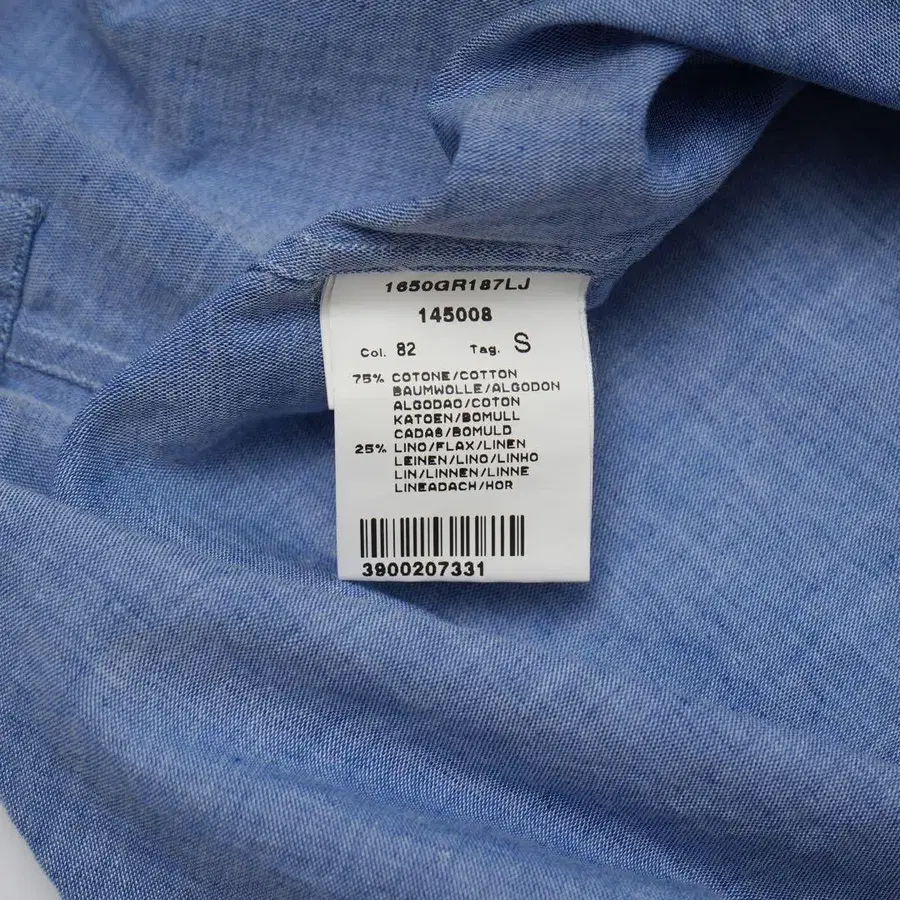 1650GR187LJ
145008
Col. 82 Tag. S
75% COTONE/COTTON
BAUMWOLLE/ALGODON
ALGODAO/COTON
KATOEN/BOMULL
CADAS/BOMULD
25% LINO/FLAX/LINEN
LEINEN/LINO/LINHO
LIN/LINNEN/LINNE
LINEADACH/HOR
3900207331